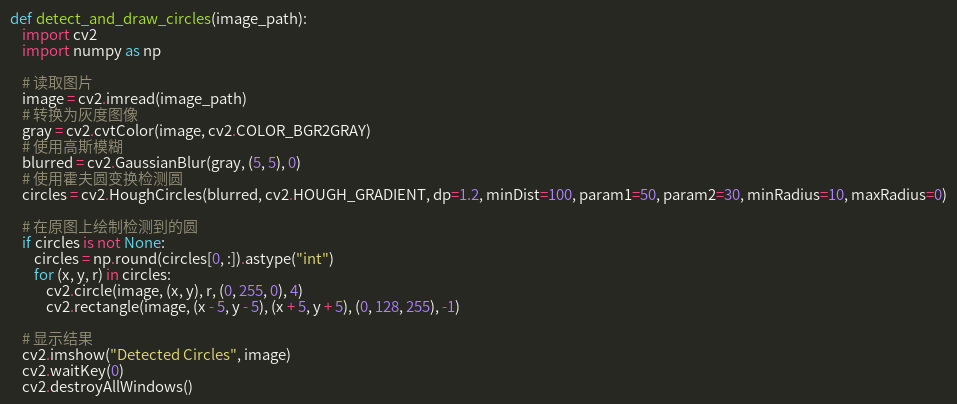 def detect_and_draw_circles(image_path):
    import cv2
    import numpy as np

    # 读取图片
    image = cv2.imread(image_path)
    # 转换为灰度图像
    gray = cv2.cvtColor(image, cv2.COLOR_BGR2GRAY)
    # 使用高斯模糊
    blurred = cv2.GaussianBlur(gray, (5, 5), 0)
    # 使用霍夫圆变换检测圆
    circles = cv2.HoughCircles(blurred, cv2.HOUGH_GRADIENT, dp=1.2, minDist=100, param1=50, param2=30, minRadius=10, maxRadius=0)

    # 在原图上绘制检测到的圆
    if circles is not None:
        circles = np.round(circles[0, :]).astype("int")
        for (x, y, r) in circles:
            cv2.circle(image, (x, y), r, (0, 255, 0), 4)
            cv2.rectangle(image, (x - 5, y - 5), (x + 5, y + 5), (0, 128, 255), -1)

    # 显示结果
    cv2.imshow("Detected Circles", image)
    cv2.waitKey(0)
    cv2.destroyAllWindows()